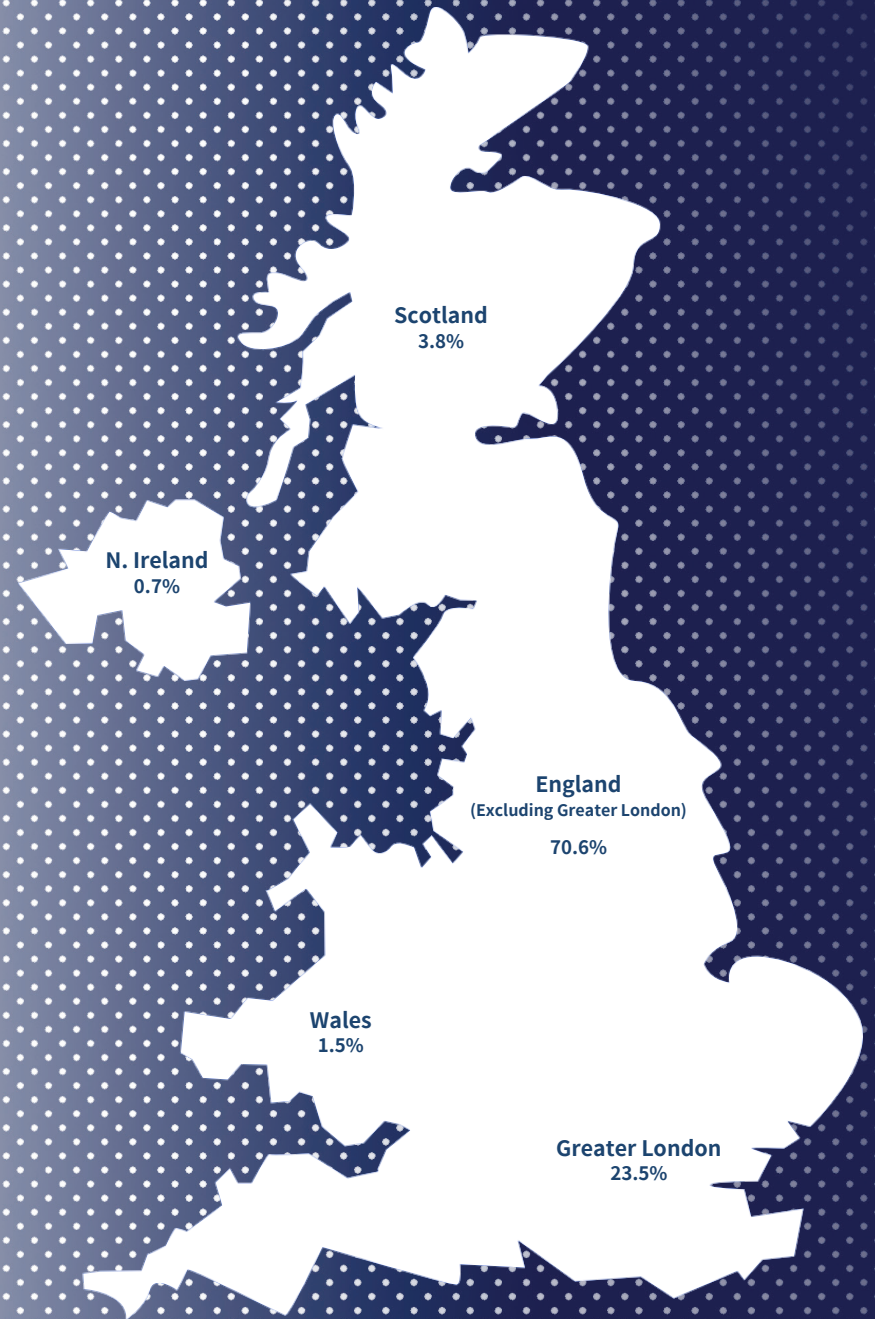 Scotland
3.8%
N. Ireland
0.7%
England
(Excluding Greater London)
70.6%
Wales
1.5%
Greater London
23.5%